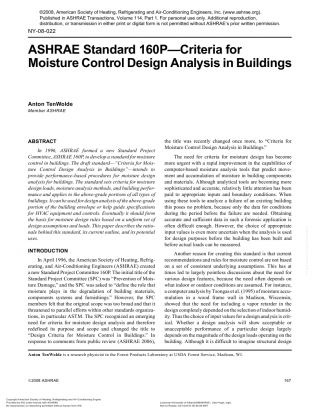 ©2008, American Society of Heating, Refrigerating and Air-Conditioning Engineers, Inc. (www.ashrae.org).
Published in ASHRAE Transactions, Volume 114, Part 1. For personal use only. Additional reproduction,
distribution, or transmission in either print or digital form is not permitted without ASHRAE's prior written permission.
NY-08-022
ASHRAE Standard 160P—Criteria for
Moisture Control Design Analysis in Buildings
Anton TenWolde
Member ASHRAE
ABSTRACT
In 1996, ASHRAE formed a new Standard Project
Committee, ASHRAE 160P, to develop a standard for moisture
control in buildings. The draft standard—"Criteria for Mois-
ture Control Design Analysis in Buildings"—intends to
provide performance-based procedures for moisture design
analysis for buildings. The standard sets criteria for moisture
design loads, moisture analysis methods, and building perfor-
mance and applies to the above-grade portions of all types of
buildings. It can be used for design analysis of the above-grade
portion of the building envelope or help guide specifications
for HVAC equipment and controls. Eventually it should form
the basis for moisture design rules based on a uniform set of
design assumptions and loads. This paper describes the ratio-
nale behind this standard, its current outline, and its potential
uses.
INTRODUCTION
In April 1996, the American Society of Heating, Refrig-
erating, and Air-Conditioning Engineers (ASHRAE) created
a new Standard Project Committee 160P. The initial title of the
Standard Project Committee (SPC) was "Prevention of Mois-
ture Damage," and the SPC was asked to "define the role that
moisture plays in the degradation of building materials,
components systems and furnishings." However, the SPC
members felt that the original scope was too broad and that it
threatened to parallel efforts within other standards organiza-
tions, in particular ASTM. The SPC recognized an emerging
need for criteria for moisture design analysis and therefore
redefined its purpose and scope and changed the title to
"Design Criteria for Moisture Control in Buildings." In
response to comments from public review (ASHRAE 2006),
the title was recently changed once more, to "Criteria for
Moisture Control Design Analysis in Buildings."
The need for criteria for moisture design has become
more urgent with a rapid improvement in the capabilities of
computer-based moisture analysis tools that predict move-
ment and accumulation of moisture in building components
and materials. Although analytical tools are becoming more
sophisticated and accurate, relatively little attention has been
paid to appropriate inputs and boundary conditions. When
using these tools to analyze a failure of an existing building
this poses no problem, because only the data for conditions
during the period before the failure are needed. Obtaining
accurate and sufficient data in such a forensic application is
often difficult enough. However, the choice of appropriate
input values is even more uncertain when the analysis is used
for design purposes before the building has been built and
before actual loads can be measured.
Another reason for creating this standard is that current
recommendations and rules for moisture control are not based
on a set of consistent underlying assumptions. This has at
times led to largely pointless discussions about the need for
various design features, because the need often depends on
what indoor or outdoor conditions are assumed. For instance,
a computer analysis by Tsongas et al. (1995) of moisture accu-
mulation in a wood frame wall in Madison, Wisconsin,
showed that the need for including a vapor retarder in the
design completely depended on the selection of indoor humid-
ity. Thus the choice of input values for a design analysis is crit-
ical. Whether a design analysis will show acceptable or
unacceptable performance of a particular design largely
depends on the magnitude of the design loads operating on the
building. Although it is difficult to imagine structural design
Anton TenWolde is a research physicist in the Forest Products Laboratory at USDA Forest Service, Madison, WI.
©2008 ASHRAE
167